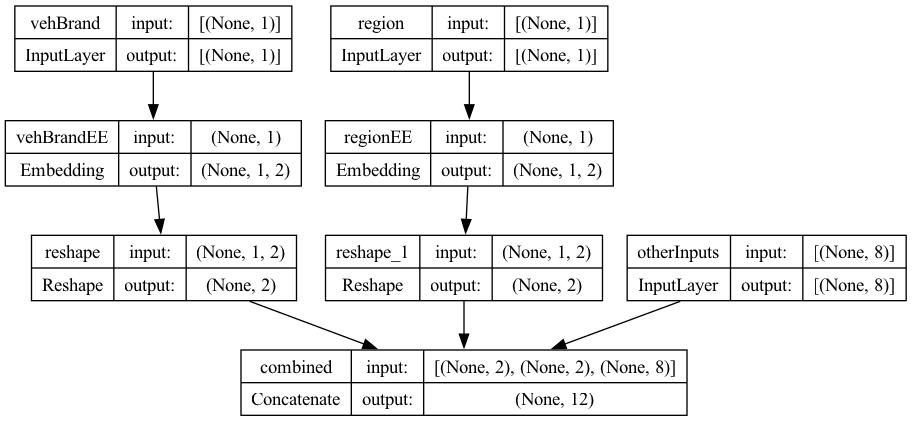 vehBrand input: [(None, 1)]
InputLayer output: [(None, 1)]
region input: [(None, 1)]
InputLayer output: [(None, 1)]
vehBrandEE input: (None, 1)
Embedding output: (None, 1, 2)
regionEE input: (None, 1)
Embedding output: (None, 1, 2)
reshape input: (None, 1, 2)
Reshape output: (None, 2)
reshape_1 input: (None, 1, 2)
Reshape output: (None, 2)
otherInputs input: [(None, 8)]
InputLayer output: [(None, 8)]
combined input: [(None, 2), (None, 2), (None, 8)]
Concatenate output: (None, 12)